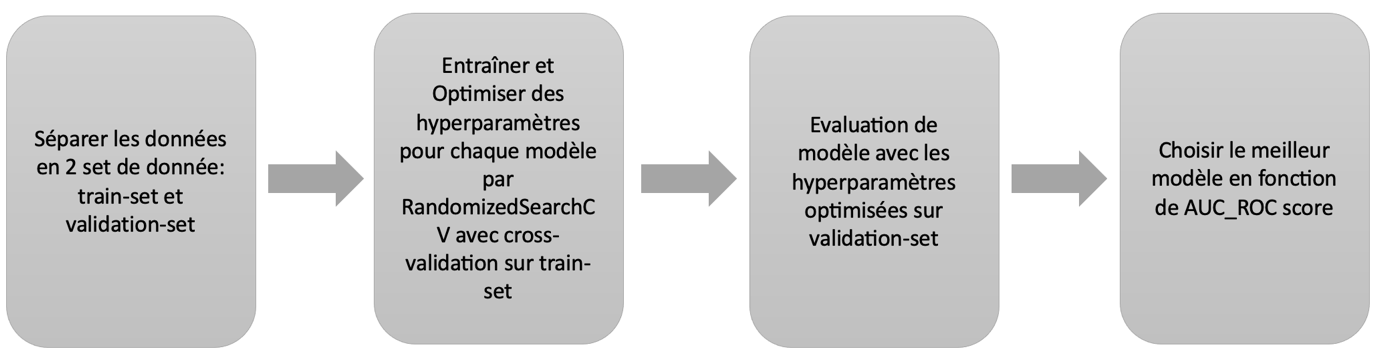 Séparer les données
en 2 set de donnée:
train-set et
validation-set
Entraîner et
Optimiser des
hyperparamètres
pour chaque modèle
par
RandomizedSearchC
V avec cross-
validation sur train-
set
Evaluation de
modèle avec les
hyperparamètres
optimisées sur
validation-set
Choisir le meilleur
modèle en fonction
de AUC_ROC score